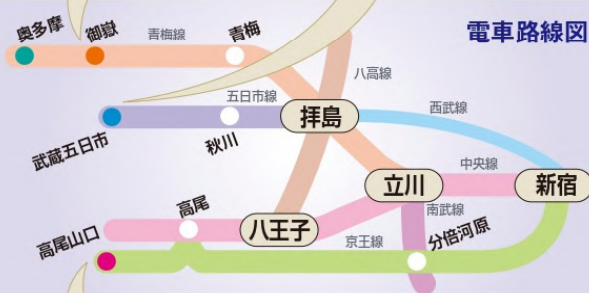 電車路線図
奥多摩
御嶽
青梅線
青梅
八高線
五日市線
武蔵五日市
秋川
拝島
西武線
中央線
立川
新宿
高尾
南武線
高尾山口
八王子
京王線
分倍河原